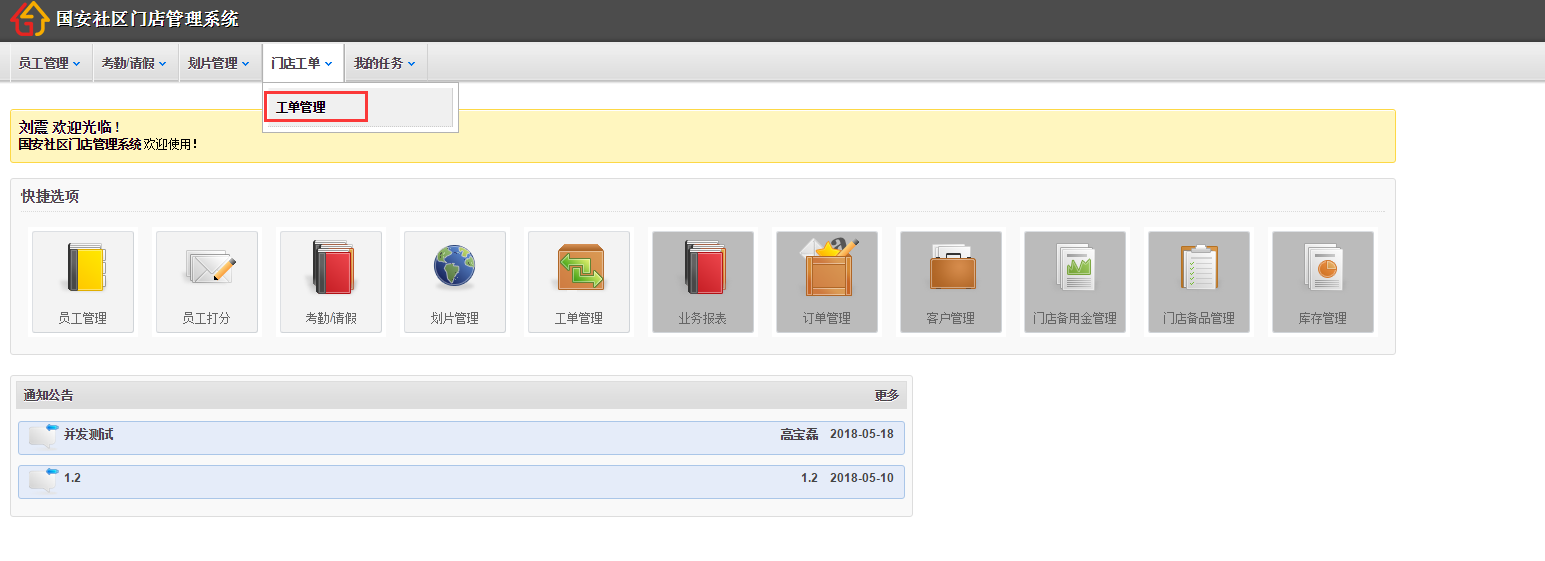 国安社区门店管理系统
员工管理 考勤/请假 划片管理 门店工单 我的任务
工单管理
刘震 欢迎光临！
国安社区门店管理系统 欢迎使用！
快捷选项
员工管理 员工打分 考勤/请假 划片管理 工单管理 业务报表 订单管理 客户管理 门店备用金管理 门店备品管理 库存管理
通知公告 更多
并发测试 高宝磊 2018-05-18
1.2 1.2 2018-05-10